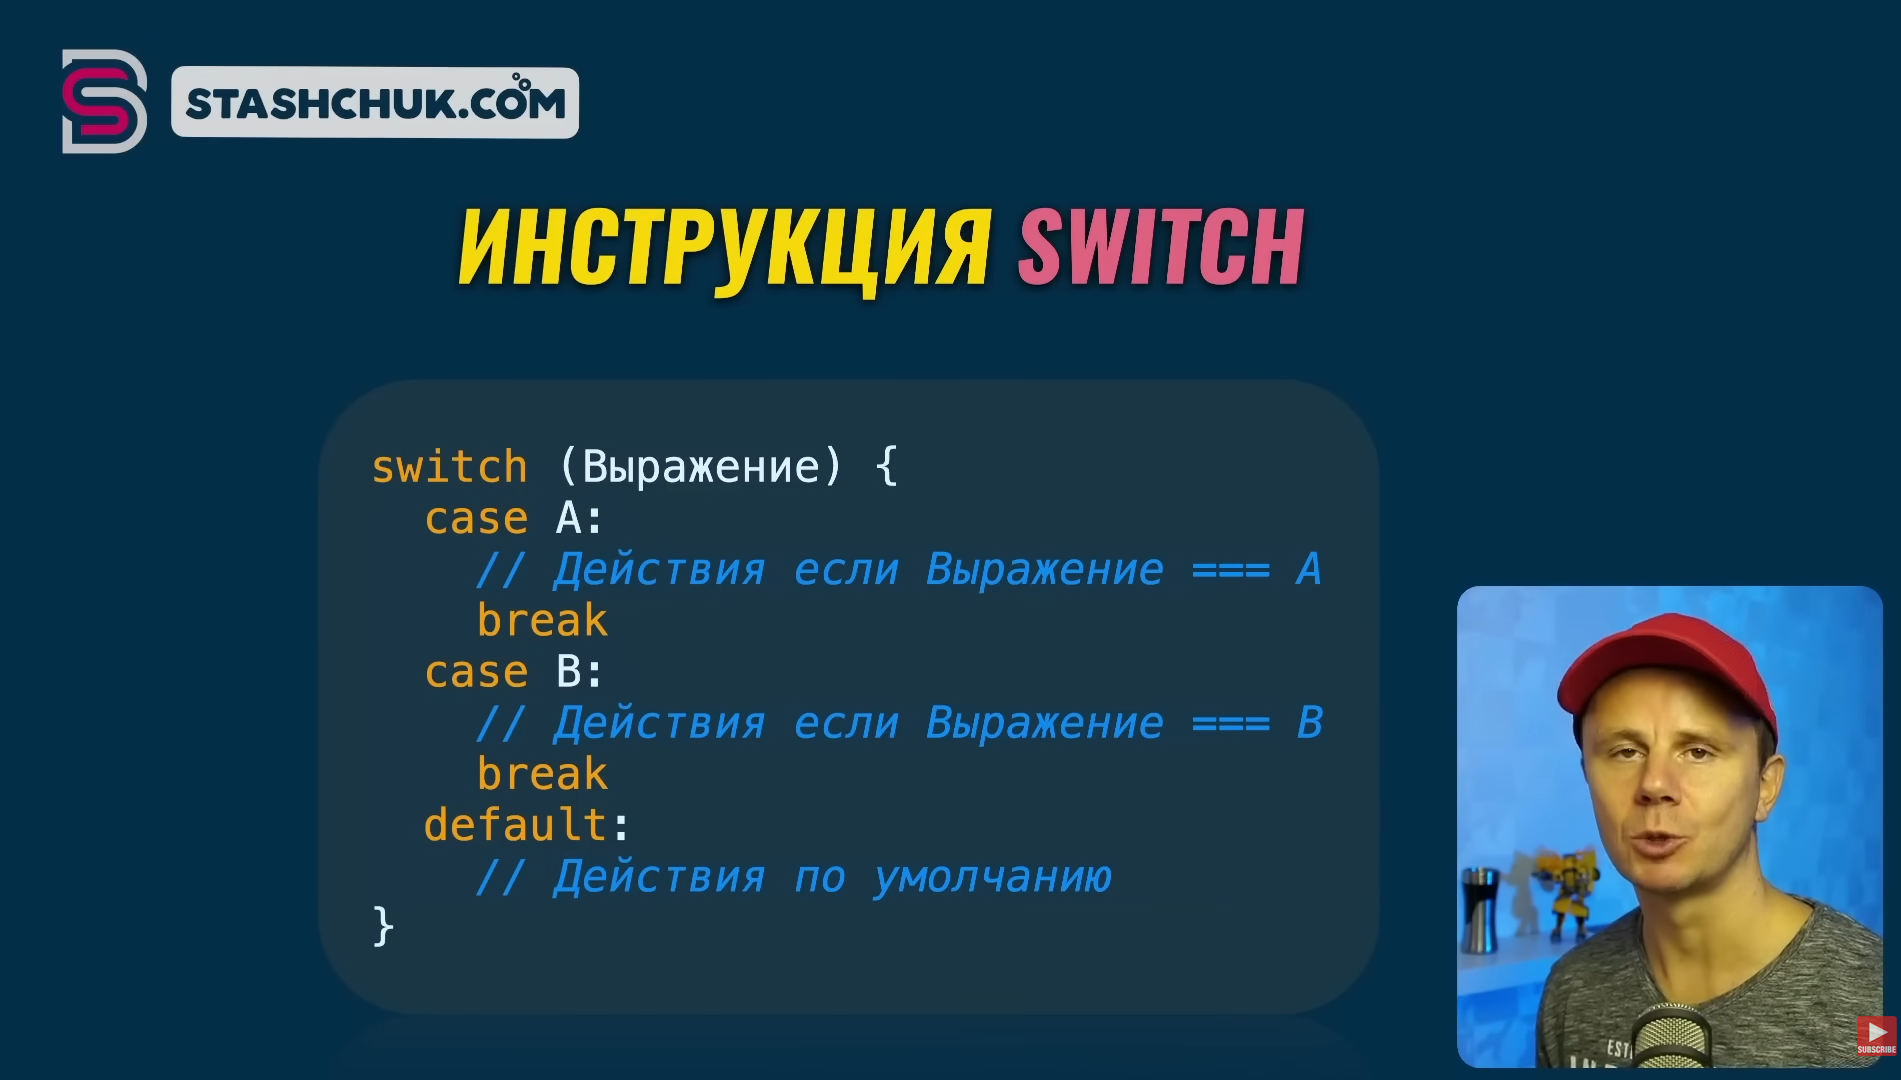 STASHCHUK.COM
ИНСТРУКЦИЯ SWITCH
switch (Выражение) {
case A:
// Действия если Выражение === A
break
case B:
// Действия если Выражение === B
break
default:
// Действия по умолчанию
}
SUBSCRIBE